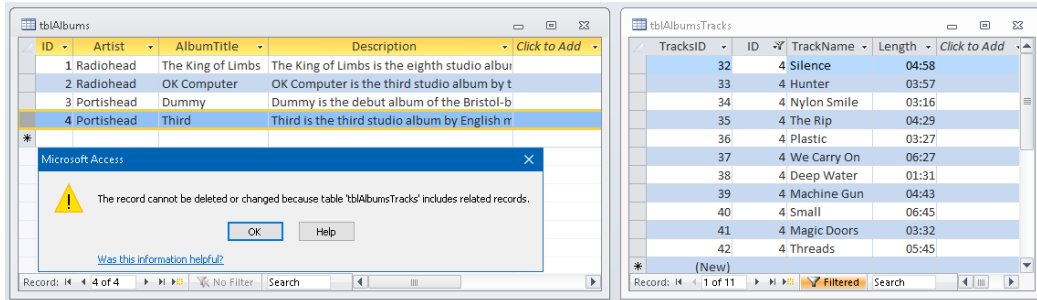 tblAlbums
ID Artist AlbumTitle Description Click to Add
1 Radiohead The King of Limbs The King of Limbs is the eighth studio albur
2 Radiohead OK Computer OK Computer is the third studio album by t
3 Portishead Dummy Dummy is the debut album of the Bristol-b
4 Portishead Third Third is the third studio album by English m
Microsoft Access
The record cannot be deleted or changed because table 'tblAlbumsTracks' includes related records.
OK Help
Was this information helpful?
Record: 4 of 4 No Filter Search
tblAlbumsTracks
TracksID ID TrackName Length Click to Add
32 4 Silence 04:58
33 4 Hunter 03:57
34 4 Nylon Smile 03:16
35 4 The Rip 04:29
36 4 Plastic 03:27
37 4 We Carry On 06:27
38 4 Deep Water 01:31
39 4 Machine Gun 04:43
40 4 Small 06:45
41 4 Magic Doors 03:32
42 4 Threads 05:45
(New)
Record: 1 of 11 Filtered Search